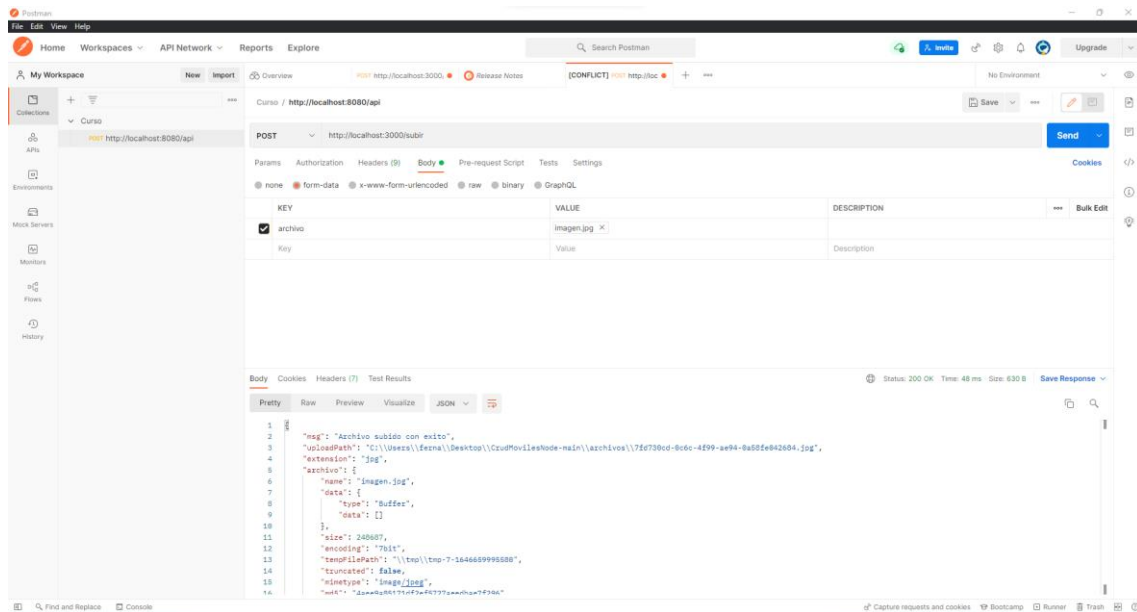 Postman
File Edit View Help
Home Workspaces API Network Reports Explore
Search Postman
Invite
Upgrade
My Workspace
New Import
Overview
POST http://localhost:3000,
Release Notes
[CONFLICT] POST http://loc
No Environment
Collections
APIs
Environments
Mock Servers
Monitors
Flows
History
Curso
POST http://localhost:8080/api
Curso / http://localhost:8080/api
Save
POST http://localhost:3000/subir
Send
Params Authorization Headers (9) Body Pre-request Script Tests Settings
Cookies
none form-data x-www-form-urlencoded raw binary GraphQL
KEY VALUE DESCRIPTION
Bulk Edit
archivo imagen.jpg
Key Value Description
Body Cookies Headers (7) Test Results
Status: 200 OK Time: 48 ms Size: 630 B Save Response
Pretty Raw Preview Visualize JSON
1 {
2 "msg": "Archivo subido con exito",
3 "uploadPath": "C:\\Users\\ferna\\Desktop\\CrudMovilesNode-main\\archivos\\7fd730cd-0c6c-4f99-ae94-0a58fe042604.jpg",
4 "extension": "jpg",
5 "archivo": {
6 "name": "imagen.jpg",
7 "data": {
8 "type": "Buffer",
9 "data": []
10 },
11 "size": 240687,
12 "encoding": "7bit",
13 "tempFilePath": "\\tmp\\tmp-7-1646659995580",
14 "truncated": false,
15 "mimetype": "image/jpeg",
16 "md5":
Find and Replace Console
Capture requests and cookies Bootcamp Runner Trash